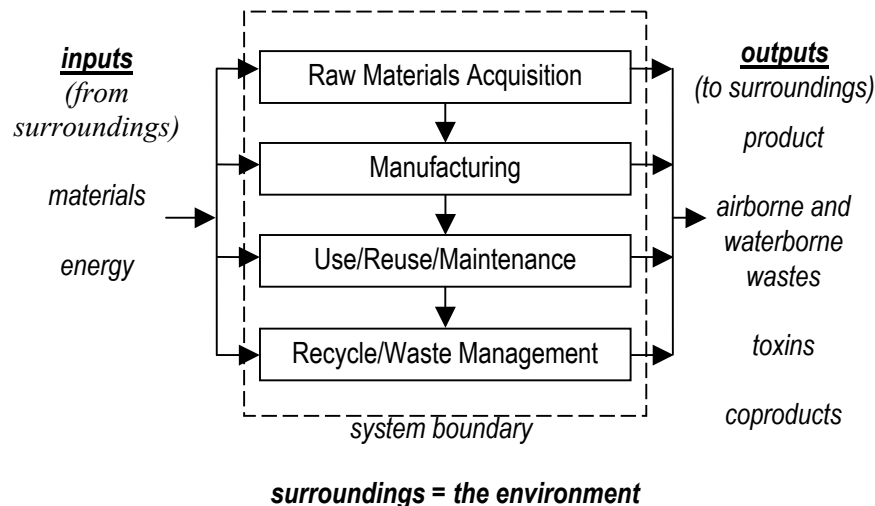 inputs
(from
surroundings)
materials
energy
Raw Materials Acquisition
Manufacturing
Use/Reuse/Maintenance
Recycle/Waste Management
system boundary
outputs
(to surroundings)
product
airborne and
waterborne
wastes
toxins
coproducts
surroundings = the environment